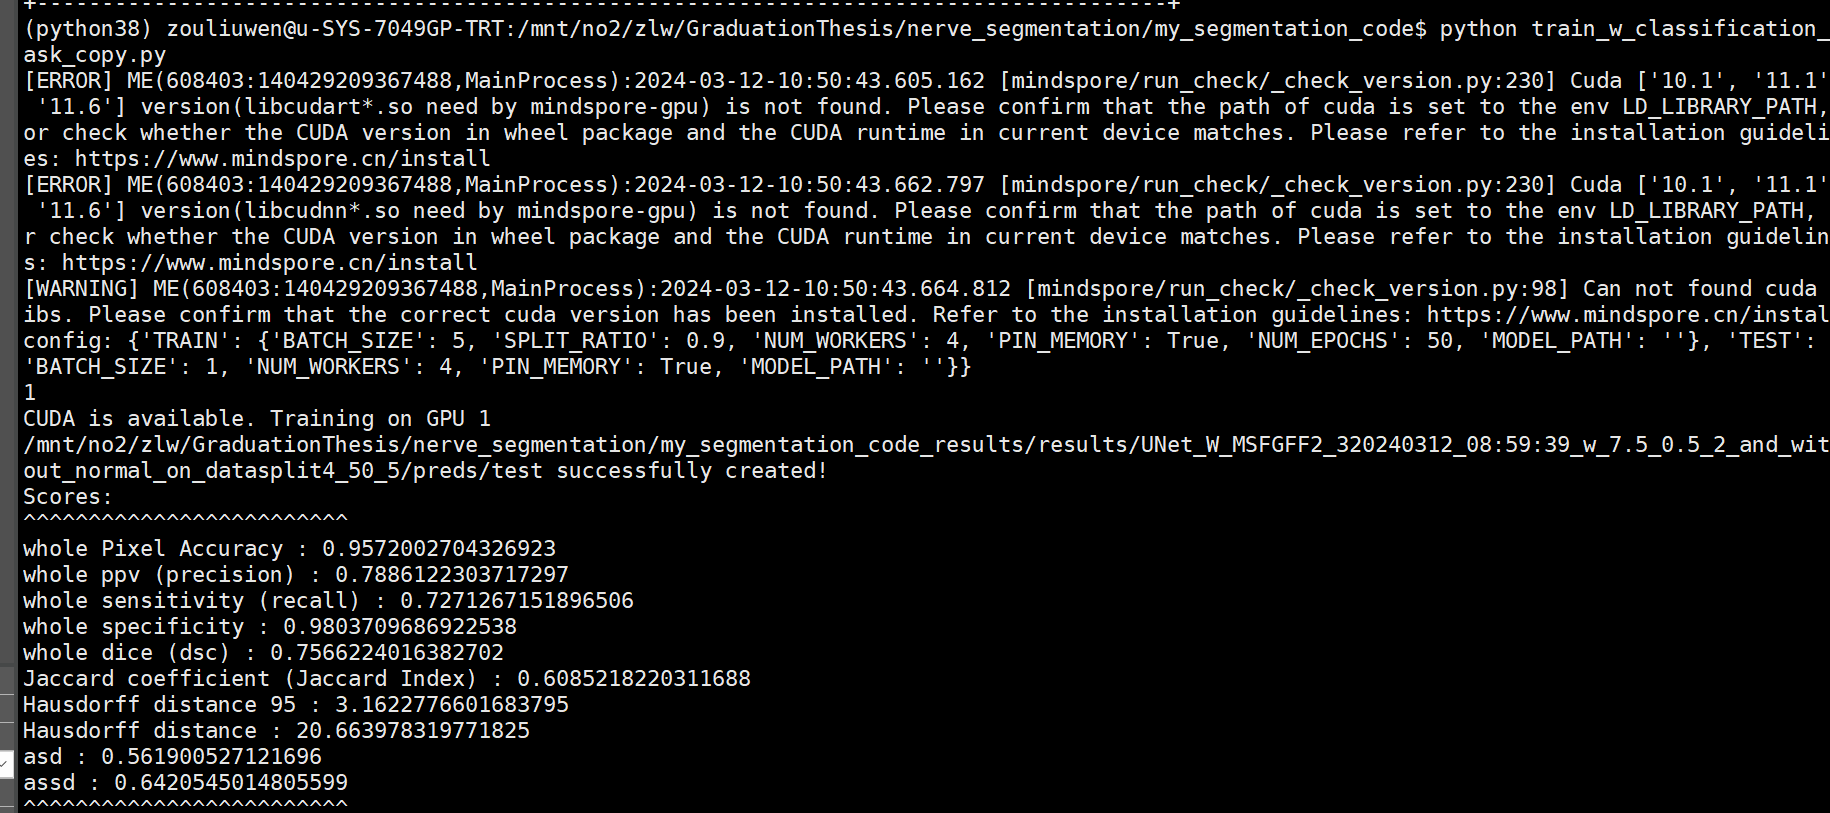 +---------------------------------------------------------------------------------------+
(python38) zouliuwen@u-SYS-7049GP-TRT:/mnt/no2/zlw/GraduationThesis/nerve_segmentation/my_segmentation_code$ python train_w_classification_
ask_copy.py
[ERROR] ME(608403:140429209367488,MainProcess):2024-03-12-10:50:43.605.162 [mindspore/run_check/_check_version.py:230] Cuda ['10.1', '11.1'
 '11.6'] version(libcudart*.so need by mindspore-gpu) is not found. Please confirm that the path of cuda is set to the env LD_LIBRARY_PATH,
or check whether the CUDA version in wheel package and the CUDA runtime in current device matches. Please refer to the installation guideli
es: https://www.mindspore.cn/install
[ERROR] ME(608403:140429209367488,MainProcess):2024-03-12-10:50:43.662.797 [mindspore/run_check/_check_version.py:230] Cuda ['10.1', '11.1'
 '11.6'] version(libcudnn*.so need by mindspore-gpu) is not found. Please confirm that the path of cuda is set to the env LD_LIBRARY_PATH,
r check whether the CUDA version in wheel package and the CUDA runtime in current device matches. Please refer to the installation guidelin
s: https://www.mindspore.cn/install
[WARNING] ME(608403:140429209367488,MainProcess):2024-03-12-10:50:43.664.812 [mindspore/run_check/_check_version.py:98] Can not found cuda
ibs. Please confirm that the correct cuda version has been installed. Refer to the installation guidelines: https://www.mindspore.cn/instal
config: {'TRAIN': {'BATCH_SIZE': 5, 'SPLIT_RATIO': 0.9, 'NUM_WORKERS': 4, 'PIN_MEMORY': True, 'NUM_EPOCHS': 50, 'MODEL_PATH': ''}, 'TEST':
'BATCH_SIZE': 1, 'NUM_WORKERS': 4, 'PIN_MEMORY': True, 'MODEL_PATH': ''}}
1
CUDA is available. Training on GPU 1
/mnt/no2/zlw/GraduationThesis/nerve_segmentation/my_segmentation_code_results/results/UNet_W_MSFGFF2_320240312_08:59:39_w_7.5_0.5_2_and_wit
out_normal_on_datasplit4_50_5/preds/test successfully created!
Scores:
^^^^^^^^^^^^^^^^^^^^^^^^^
whole Pixel Accuracy : 0.9572002704326923
whole ppv (precision) : 0.7886122303717297
whole sensitivity (recall) : 0.7271267151896506
whole specificity : 0.9803709686922538
whole dice (dsc) : 0.7566224016382702
Jaccard coefficient (Jaccard Index) : 0.6085218220311688
Hausdorff distance 95 : 3.1622776601683795
Hausdorff distance : 20.663978319771825
asd : 0.561900527121696
assd : 0.6420545014805599
^^^^^^^^^^^^^^^^^^^^^^^^^